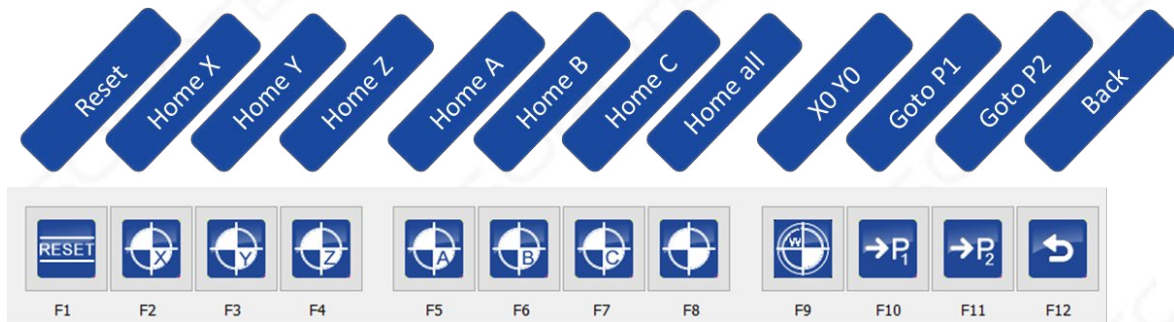 Reset
Home X
Home Y
Home Z
Home A
Home B
Home C
Home all
X0 Y0
Goto P1
Goto P2
Back
RESET
X
Y
Z
A
B
C
W
P1
P2
F1
F2
F3
F4
F5
F6
F7
F8
F9
F10
F11
F12